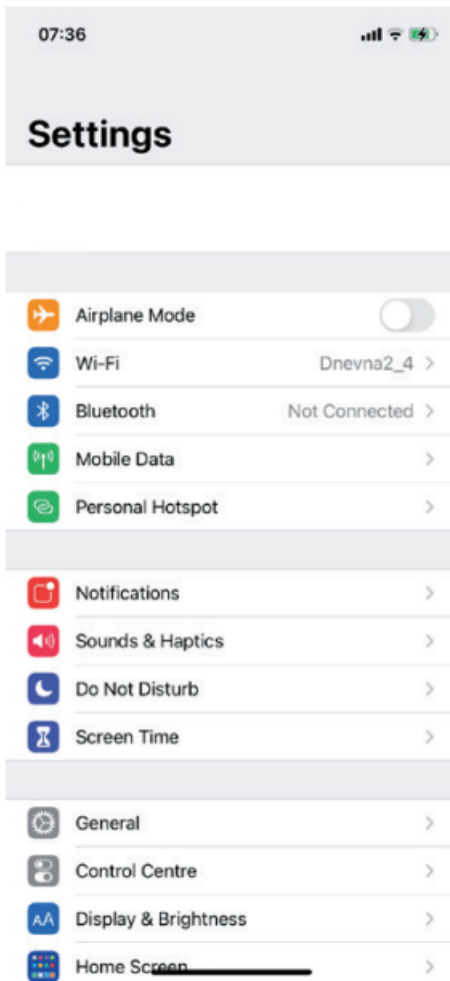 07:36
Settings
Airplane Mode
Wi-Fi Dnevna2_4
Bluetooth Not Connected
Mobile Data
Personal Hotspot
Notifications
Sounds & Haptics
Do Not Disturb
Screen Time
General
Control Centre
AA Display & Brightness
Home Screen